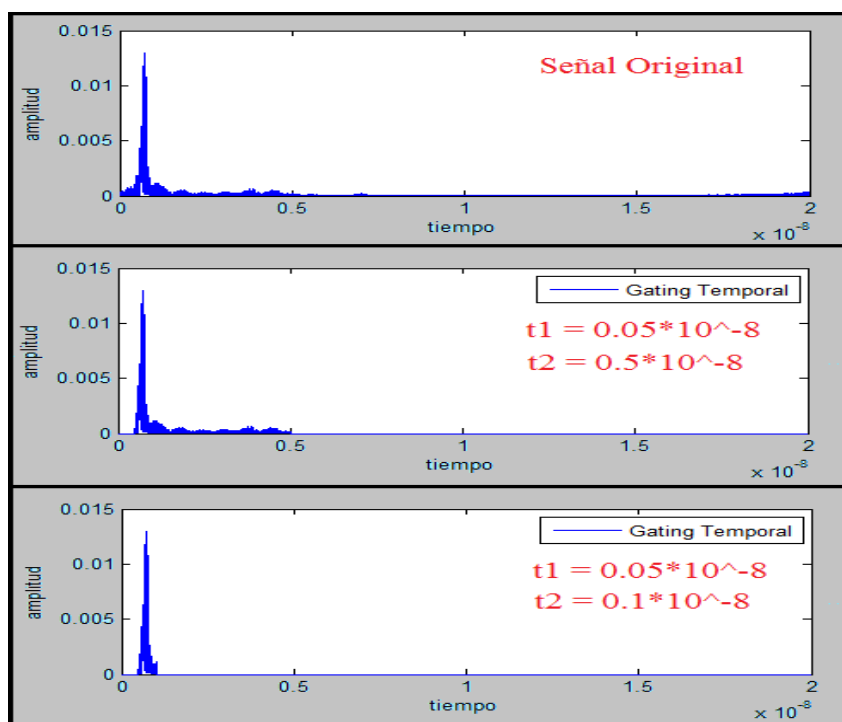 0.015
Señal Original
0.01
amplitud
0.005
0
0 0.5 1 1.5 2
tiempo
x 10^-8
0.015
Gating Temporal
t1 = 0.05*10^-8
0.01
t2 = 0.5*10^-8
amplitud
0.005
0
0 0.5 1 1.5 2
tiempo
x 10^-8
0.015
Gating Temporal
t1 = 0.05*10^-8
0.01
t2 = 0.1*10^-8
amplitud
0.005
0
0 0.5 1 1.5 2
tiempo
x 10^-8